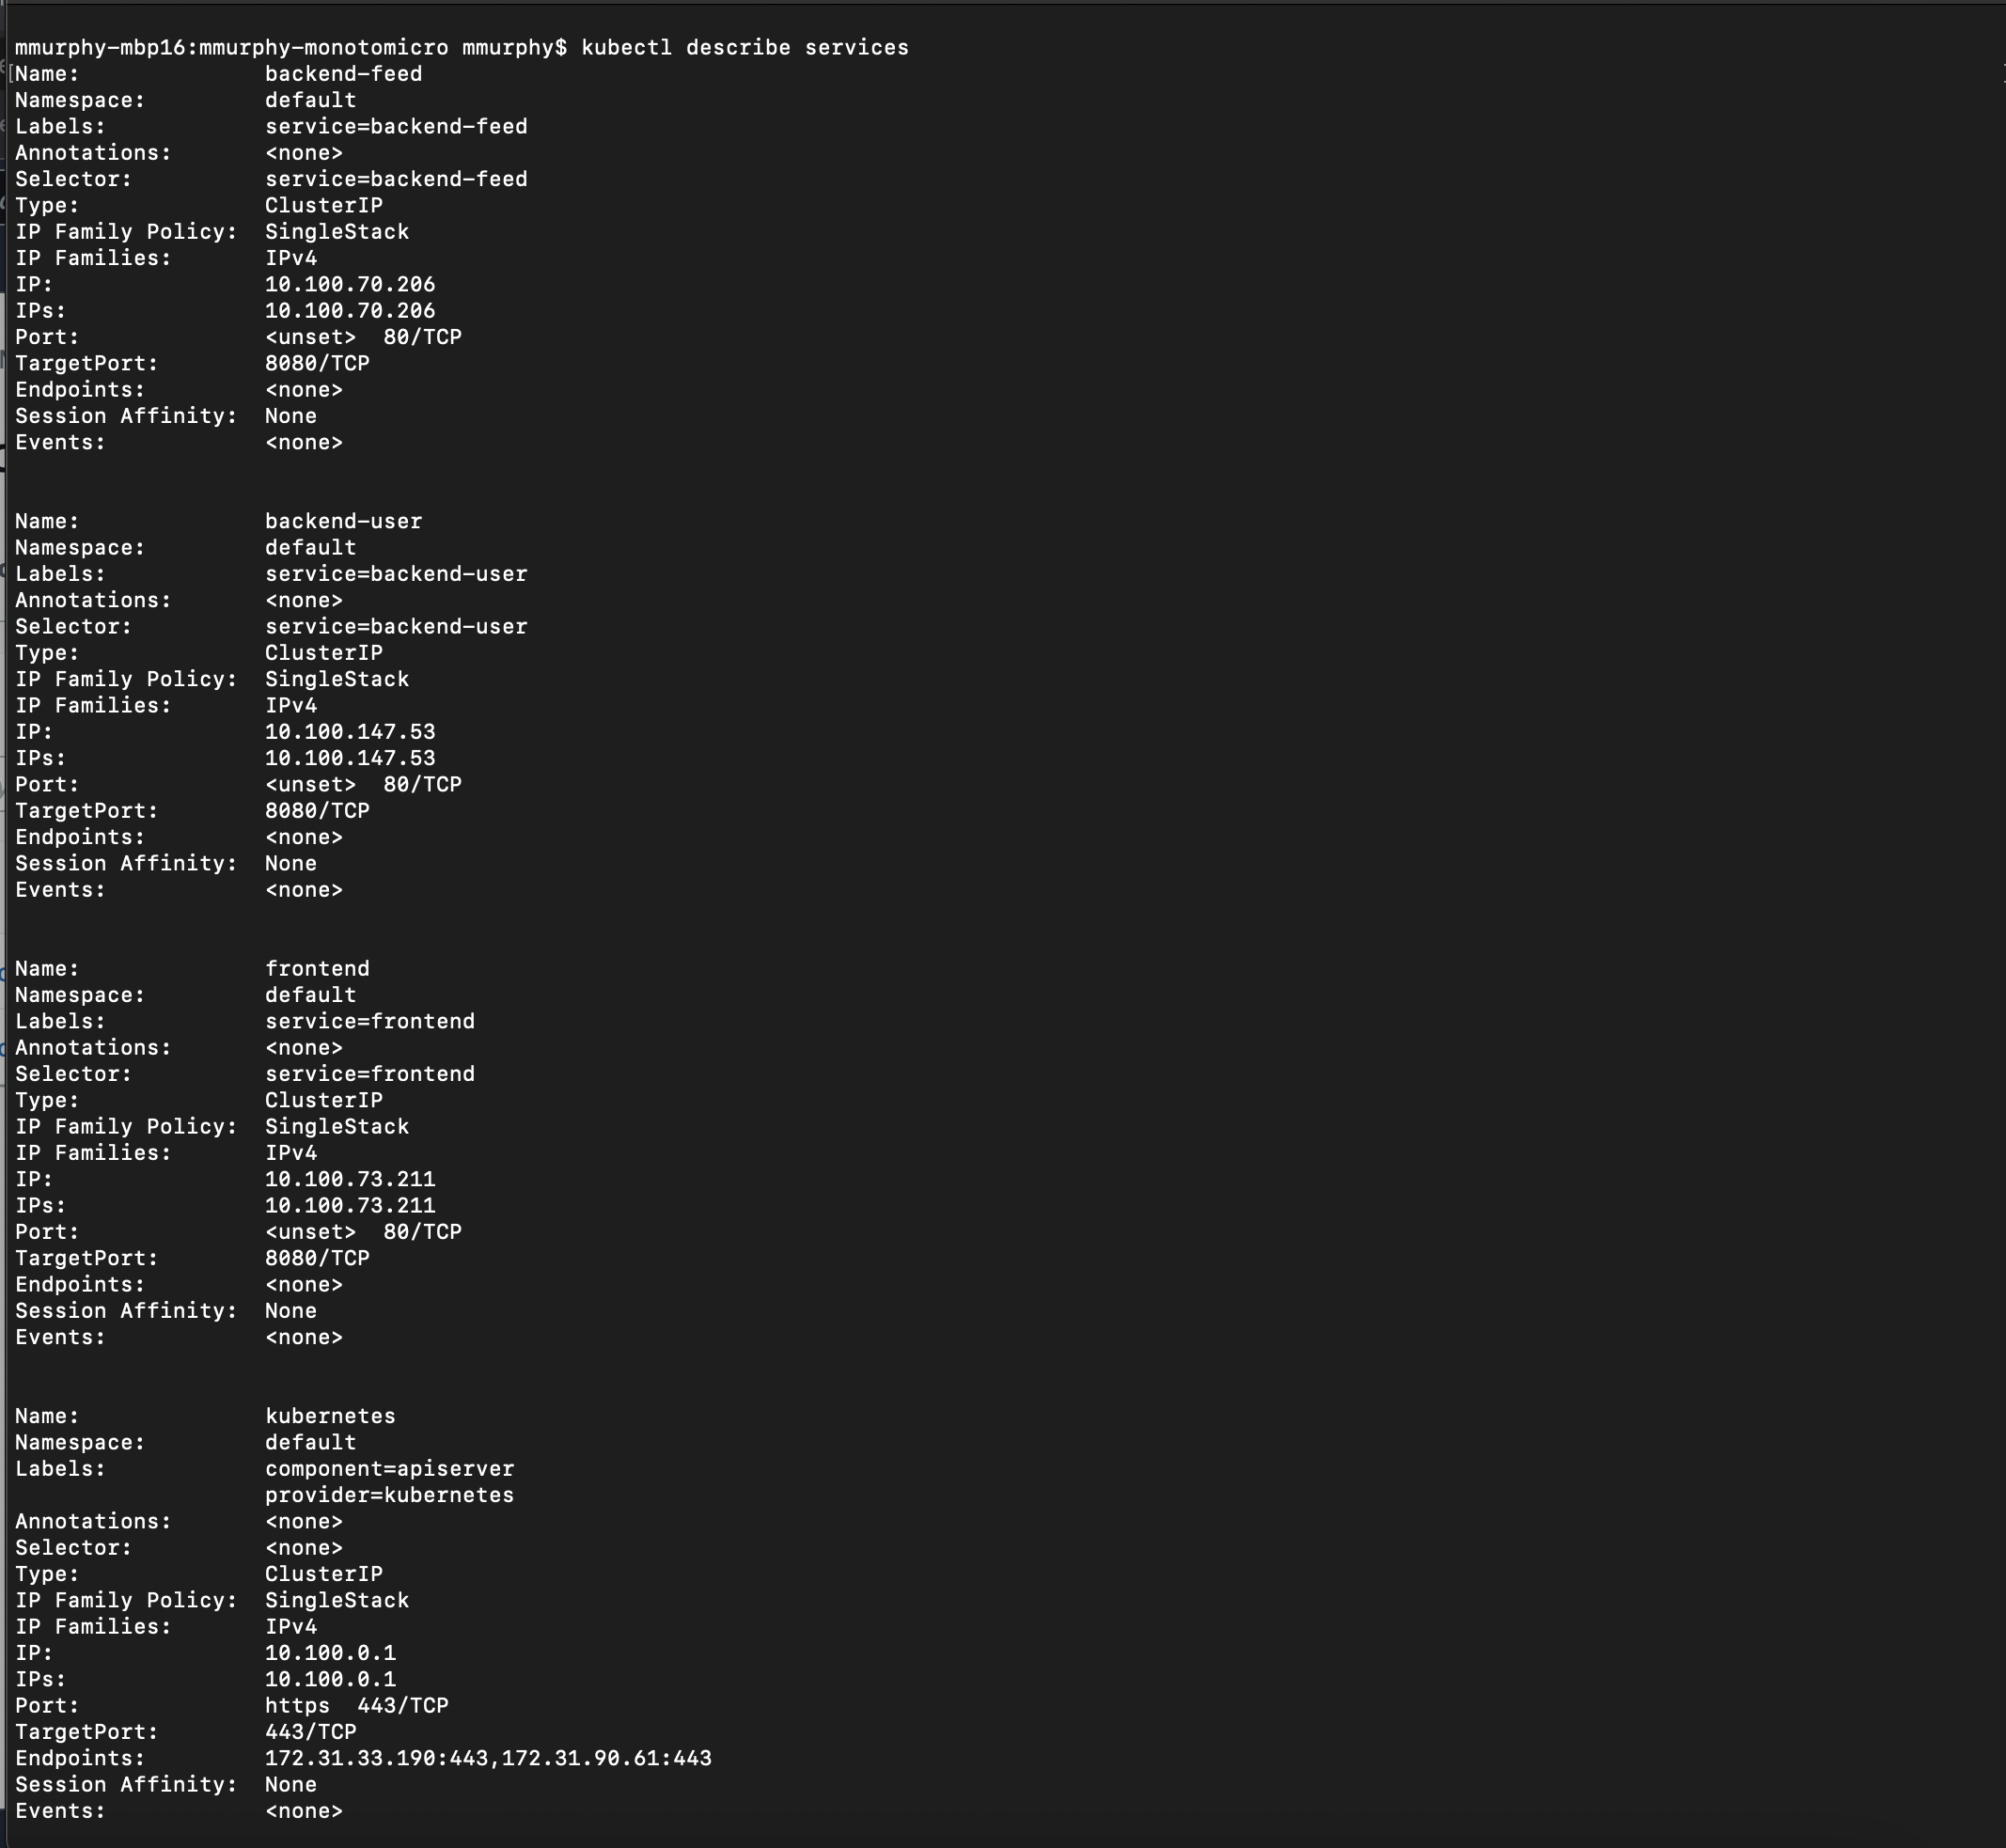 mmurphy-mbp16:mmurphy-monotomicro mmurphy$ kubectl describe services
[Name:              backend-feed
Namespace:         default
Labels:            service=backend-feed
Annotations:       <none>
Selector:          service=backend-feed
Type:              ClusterIP
IP Family Policy:  SingleStack
IP Families:       IPv4
IP:                10.100.70.206
IPs:               10.100.70.206
Port:              <unset>  80/TCP
TargetPort:        8080/TCP
Endpoints:         <none>
Session Affinity:  None
Events:            <none>

Name:              backend-user
Namespace:         default
Labels:            service=backend-user
Annotations:       <none>
Selector:          service=backend-user
Type:              ClusterIP
IP Family Policy:  SingleStack
IP Families:       IPv4
IP:                10.100.147.53
IPs:               10.100.147.53
Port:              <unset>  80/TCP
TargetPort:        8080/TCP
Endpoints:         <none>
Session Affinity:  None
Events:            <none>

Name:              frontend
Namespace:         default
Labels:            service=frontend
Annotations:       <none>
Selector:          service=frontend
Type:              ClusterIP
IP Family Policy:  SingleStack
IP Families:       IPv4
IP:                10.100.73.211
IPs:               10.100.73.211
Port:              <unset>  80/TCP
TargetPort:        8080/TCP
Endpoints:         <none>
Session Affinity:  None
Events:            <none>

Name:              kubernetes
Namespace:         default
Labels:            component=apiserver
                   provider=kubernetes
Annotations:       <none>
Selector:          <none>
Type:              ClusterIP
IP Family Policy:  SingleStack
IP Families:       IPv4
IP:                10.100.0.1
IPs:               10.100.0.1
Port:              https  443/TCP
TargetPort:        443/TCP
Endpoints:         172.31.33.190:443,172.31.90.61:443
Session Affinity:  None
Events:            <none>